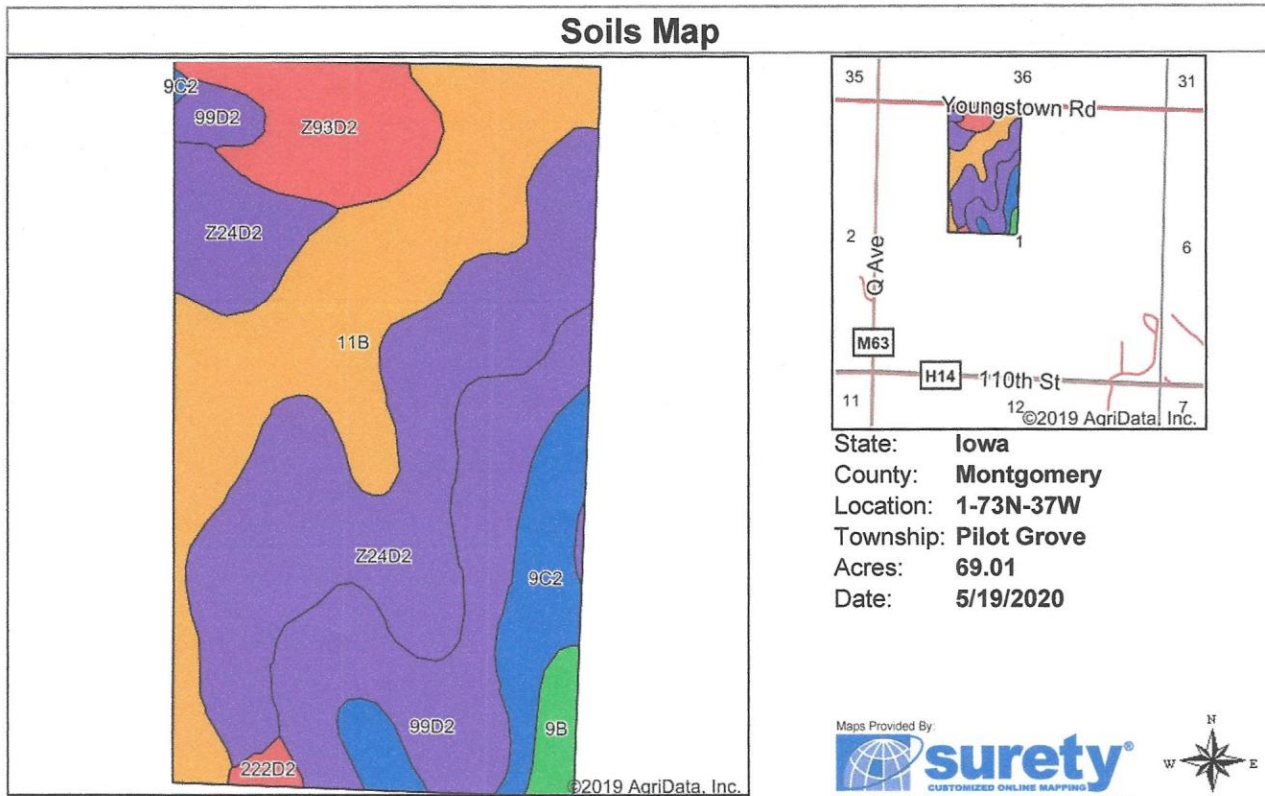 Soils Map
9C2
99D2
Z93D2
Z24D2
11B
Z24D2
9C2
99D2
9B
222D2
©2019 AgriData, Inc.
35
36
31
Youngstown Rd
2
Q Ave
1
6
M63
H14
110th St
11
12
7
©2019 AgriData, Inc.
State: Iowa
County: Montgomery
Location: 1-73N-37W
Township: Pilot Grove
Acres: 69.01
Date: 5/19/2020
Maps Provided By:
surety®
CUSTOMIZED ONLINE MAPPING
N
W E
S